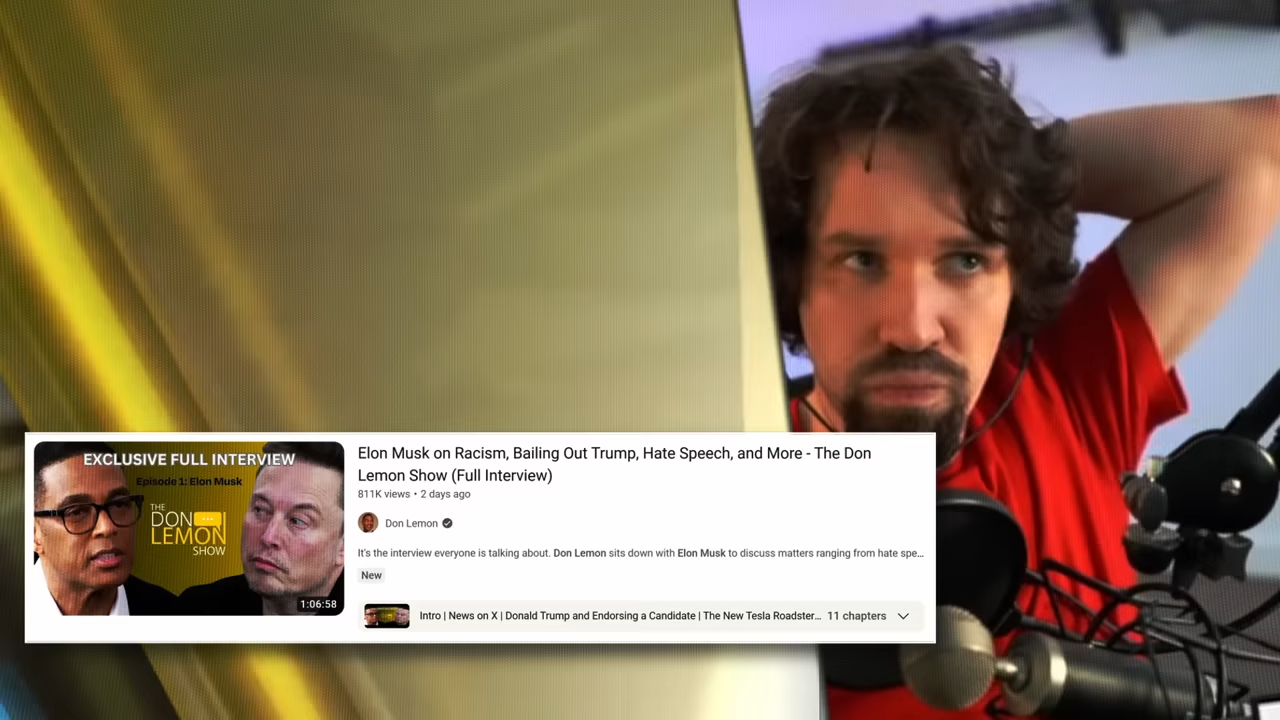 EXCLUSIVE FULL INTERVIEW
Episode 1: Elon Musk
THE
DON
LEMON
SHOW
1:06:58
Elon Musk on Racism, Bailing Out Trump, Hate Speech, and More - The Don
Lemon Show (Full Interview)
811K views • 2 days ago
Don Lemon
It's the interview everyone is talking about. Don Lemon sits down with Elon Musk to discuss matters ranging from hate spe...
New
Intro | News on X | Donald Trump and Endorsing a Candidate | The New Tesla Roadster... 11 chapters